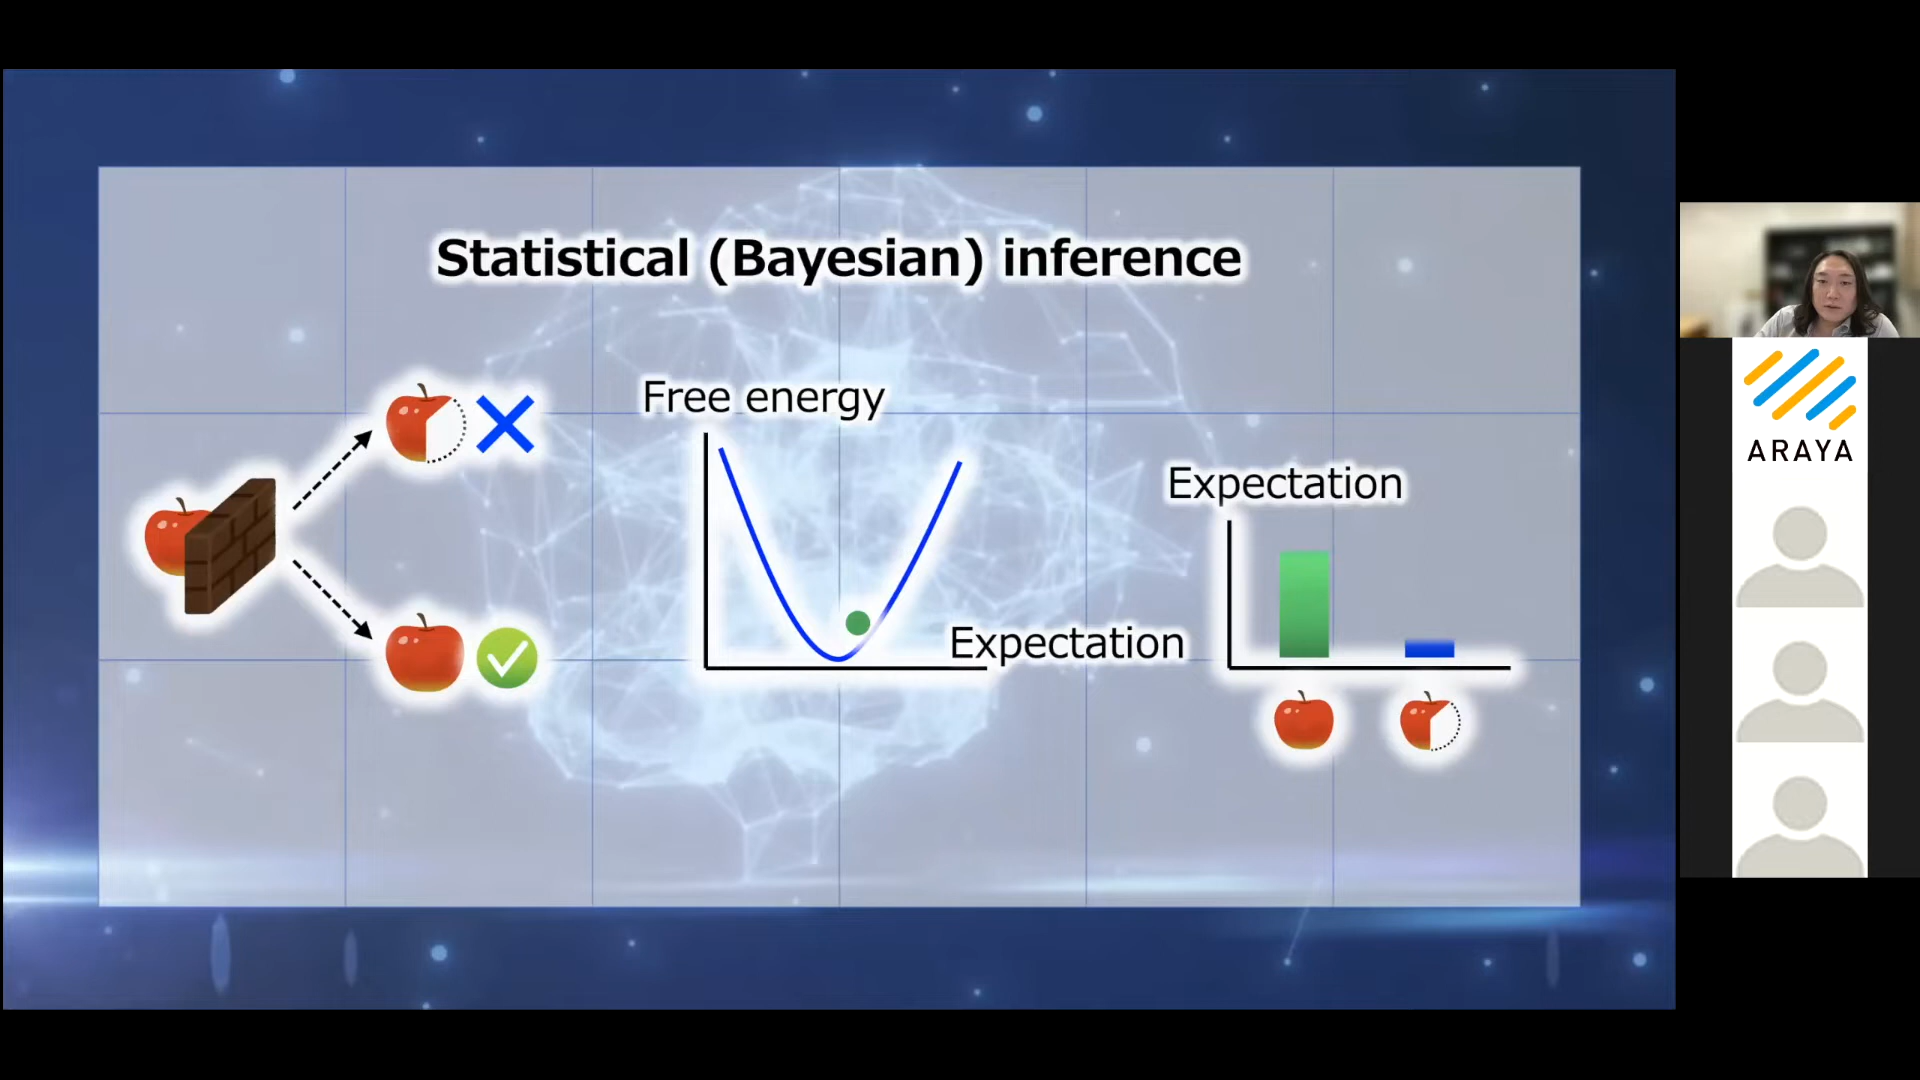 Statistical (Bayesian) inference
Free energy
Expectation
Expectation
ARAYA